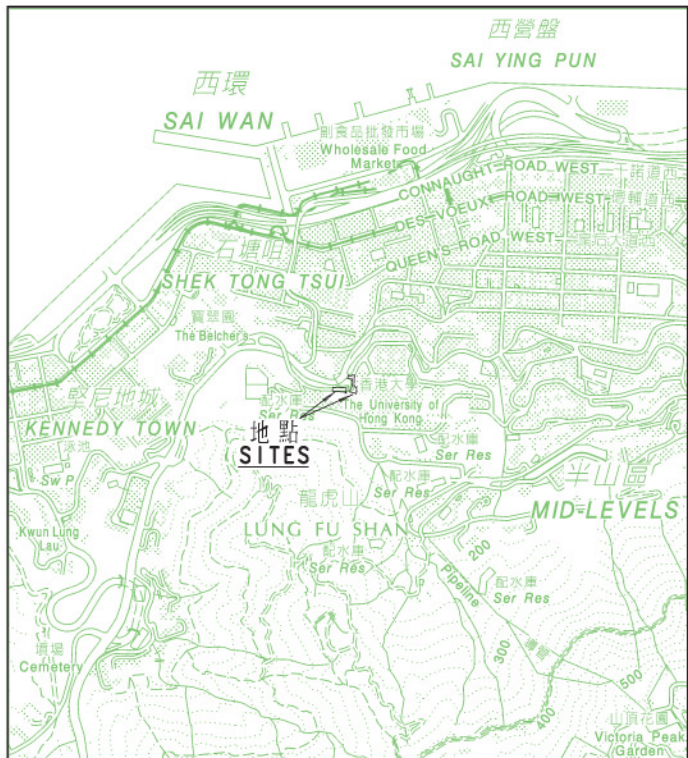 西營盤
SAI YING PUN
西環
SAI WAN
副食品批發市場
Wholesale Food
Market
CONNAUGHT ROAD WEST
干諾道西
DES VOEUX ROAD WEST
德輔道西
QUEEN'S ROAD WEST
皇后大道西
石塘咀
SHEK TONG TSUI
寶翠園
The Belcher's
香港大學
The University of
Hong Kong
配水庫
Ser Res
堅尼地城
KENNEDY TOWN
地點
SITES
泳池
Sw P
配水庫
Ser Res
半山區
MID-LEVELS
配水庫
Ser Res
龍虎山
LUNG FU SHAN
Kwun Lung
Lau
配水庫
Ser Res
200
Pipeline
配水庫
Ser Res
導管
300
500
400
墳場
Cemetery
山頂花園
Victoria Peak
Garden